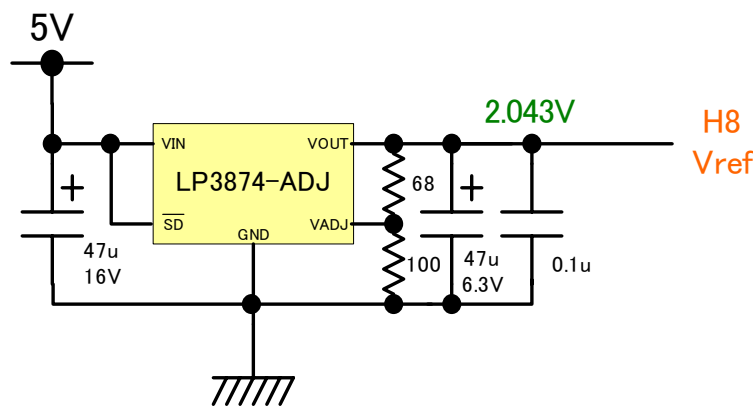 5V
2.043V
H8
Vref
VIN
VOUT
LP3874-ADJ
68
+
+
SD
VADJ
GND
47u
16V
100
47u
6.3V
0.1u